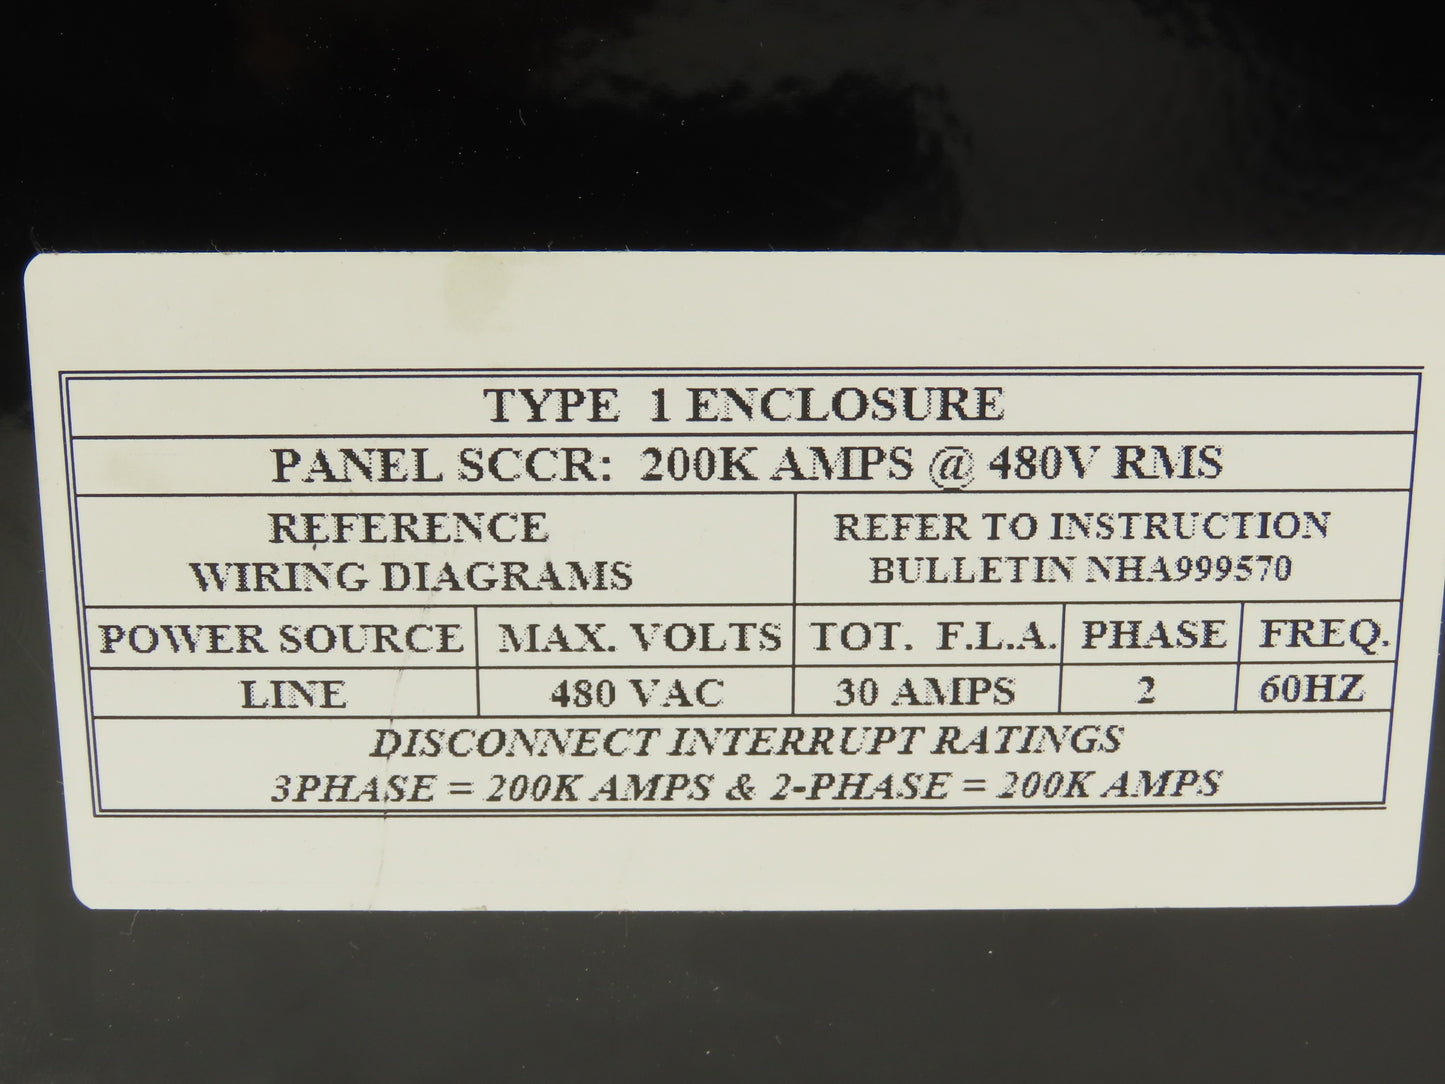 TYPE 1 ENCLOSURE
PANEL SCCR: 200K AMPS @ 480V RMS
REFERENCE
WIRING DIAGRAMS
REFER TO INSTRUCTION
BULLETIN NHA999570
POWER SOURCE MAX. VOLTS TOT. F.L.A. PHASE FREQ.
LINE 480 VAC 30 AMPS 2 60HZ
DISCONNECT INTERRUPT RATINGS
3PHASE = 200K AMPS & 2-PHASE = 200K AMPS